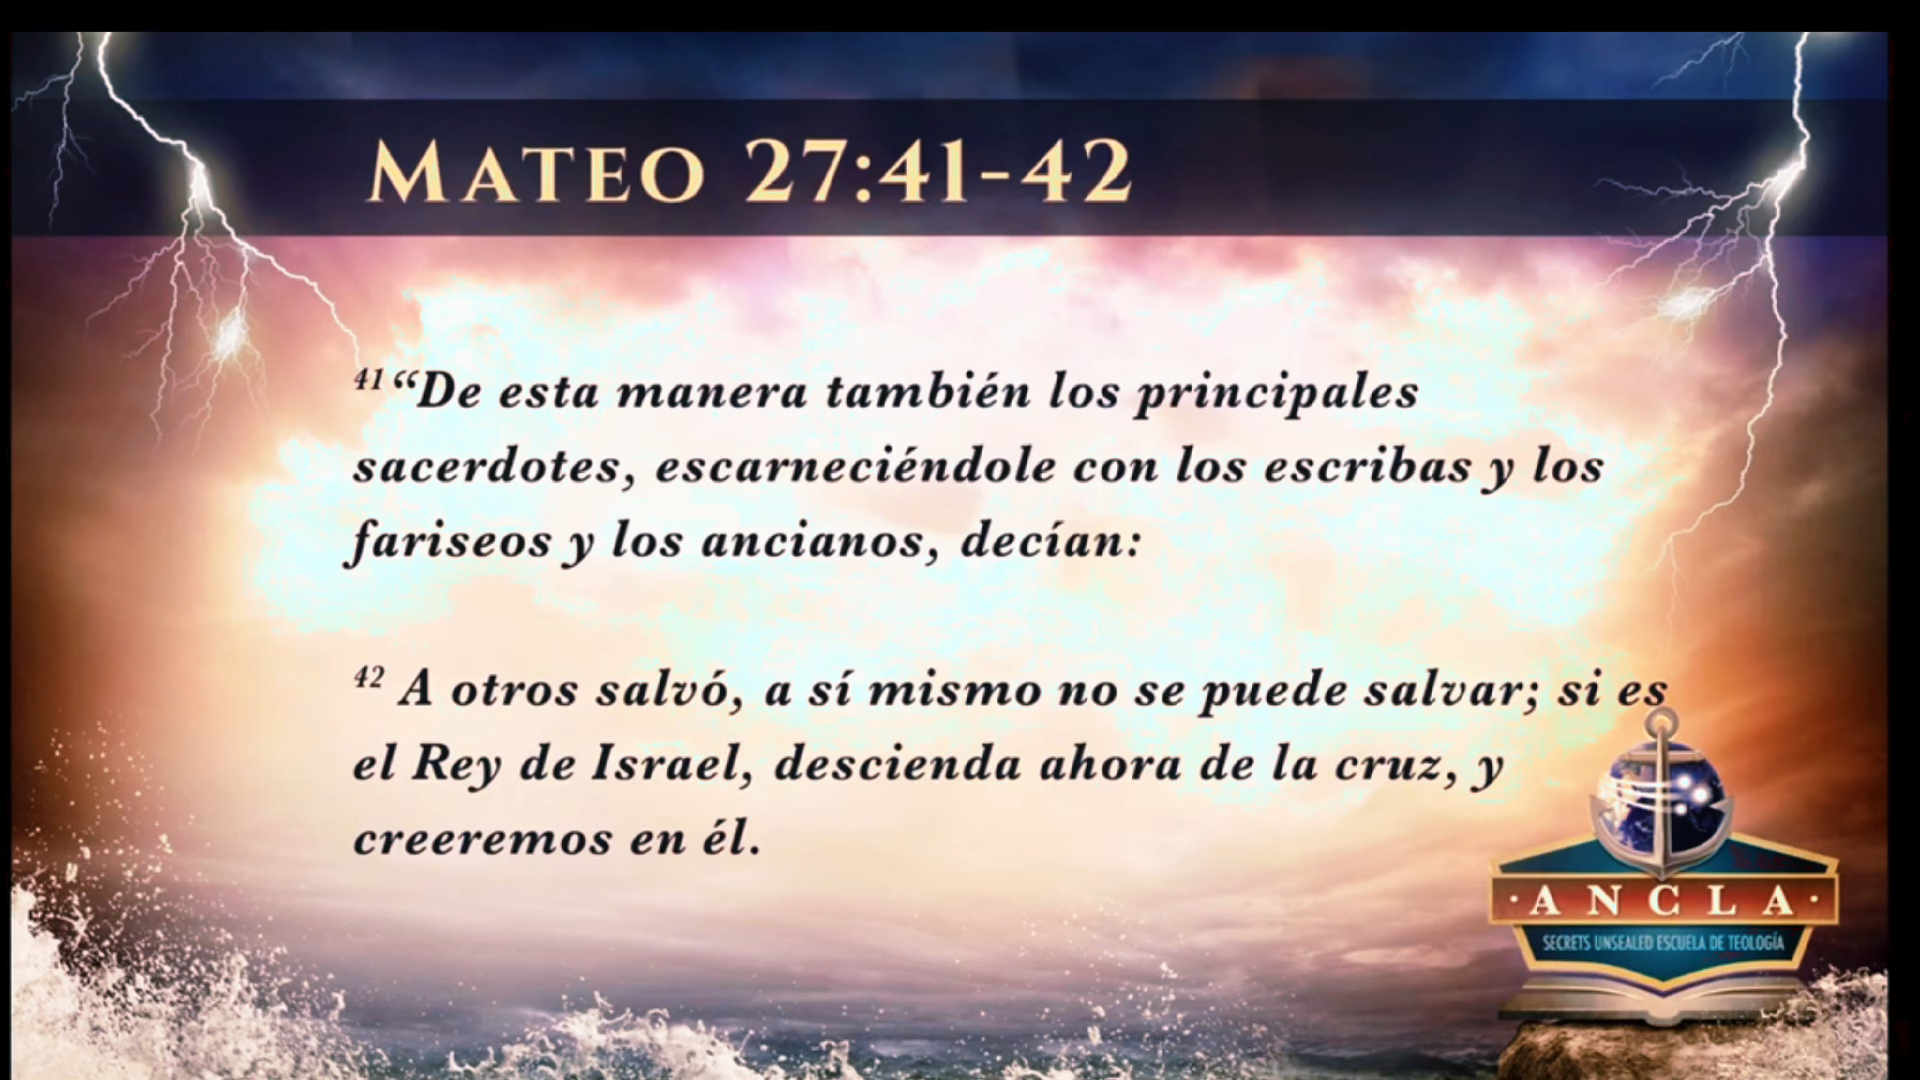 MATEO 27:41-42
41 “De esta manera también los principales
sacerdotes, escarneciéndole con los escribas y los
fariseos y los ancianos, decían:
42 A otros salvó, a sí mismo no se puede salvar; si es
el Rey de Israel, descienda ahora de la cruz, y
creeremos en él.
· A N C L A ·
SECRETS UNSEALED ESCUELA DE TEOLOGÍA